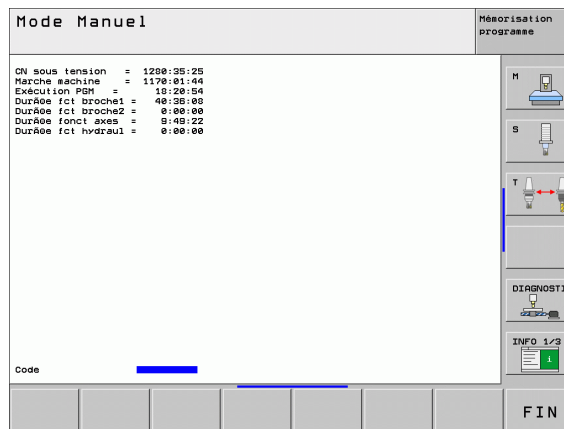 Mode Manuel
Mémorisation
programme
CN sous tension = 1280:35:25
Marche machine = 1170:01:44
Exécution PGM = 18:20:54
DurÃ©e fct broche1 = 40:36:08
DurÃ©e fct broche2 = 0:00:00
DurÃ©e fonct axes = 9:49:22
DurÃ©e fct hydraul = 0:00:00
M
S
T
DIAGNOSTI
INFO 1/3
i
Code
FIN